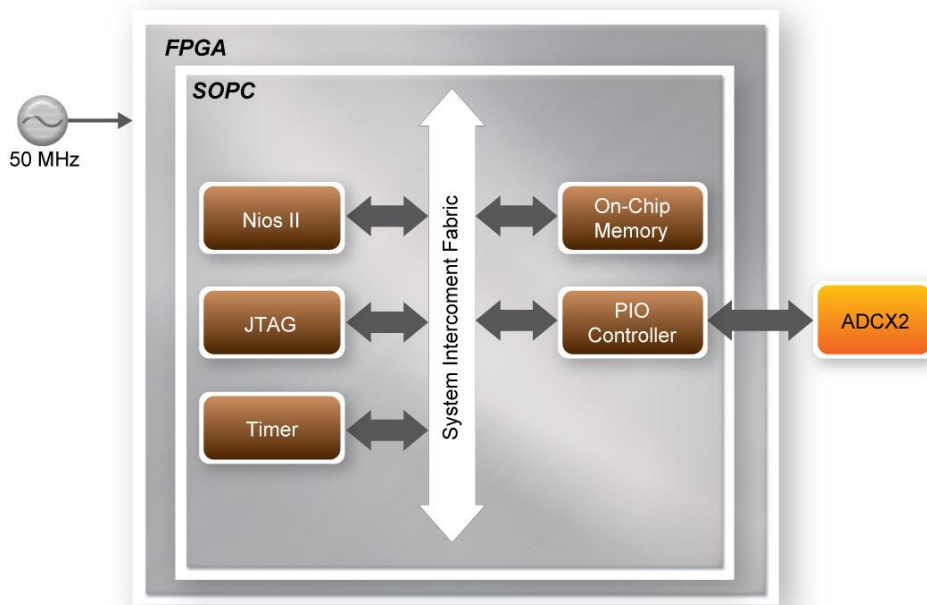 FPGA
SOPC
50 MHz
Nios II
JTAG
Timer
System Intercoment Fabric
On-Chip
Memory
PIO
Controller
ADCX2